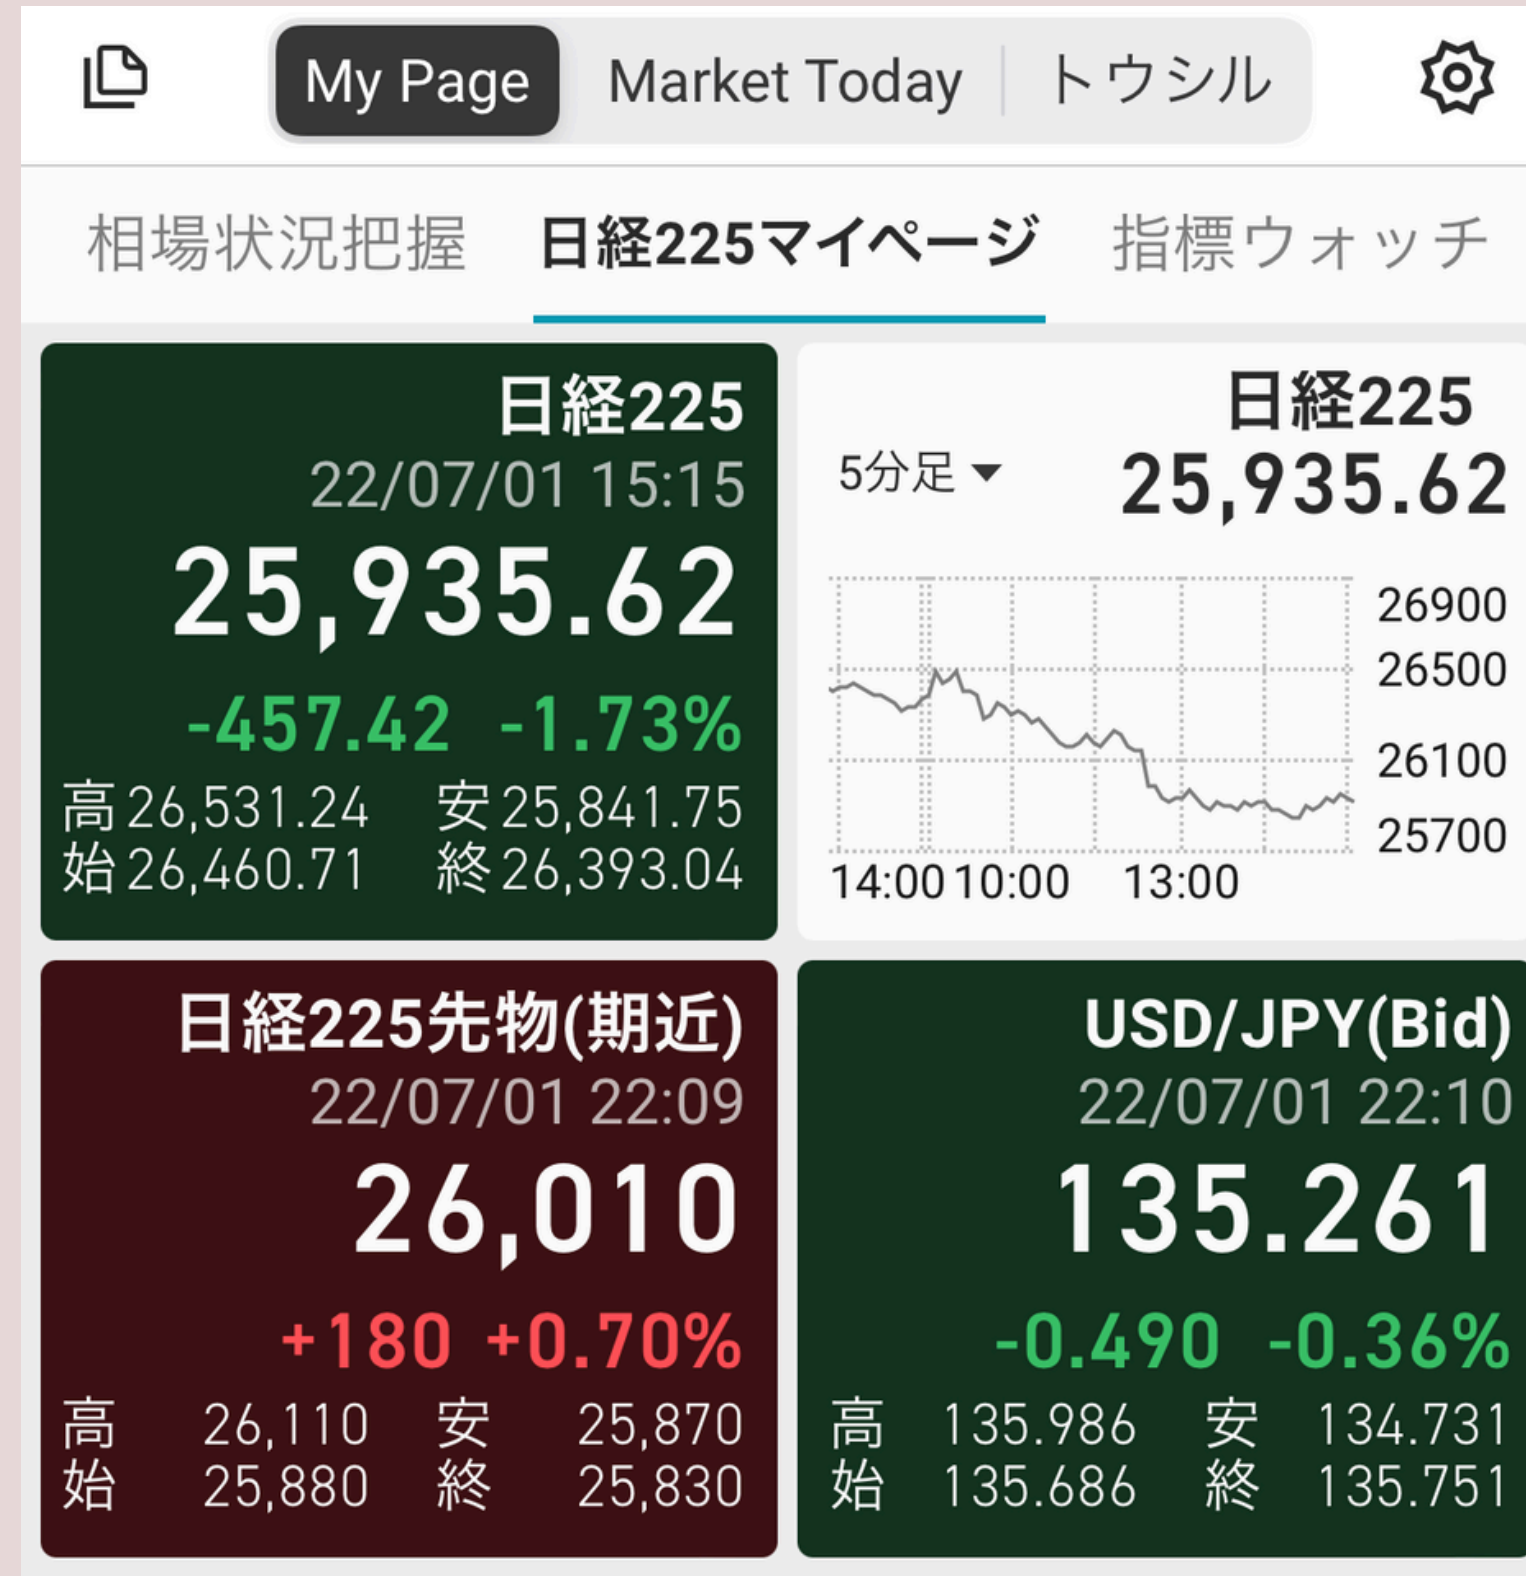 My Page Market Today トウシル
相場状況把握 日経225マイページ 指標ウォッチ
日経225
22/07/01 15:15
25,935.62
-457.42 -1.73%
高 26,531.24 安 25,841.75
始 26,460.71 終 26,393.04
日経225
5分足 25,935.62
26900
26500
26100
25700
14:00 10:00 13:00
日経225先物(期近)
22/07/01 22:09
26,010
+180 +0.70%
高 26,110 安 25,870
始 25,880 終 25,830
USD/JPY(Bid)
22/07/01 22:10
135.261
-0.490 -0.36%
高 135.986 安 134.731
始 135.686 終 135.751